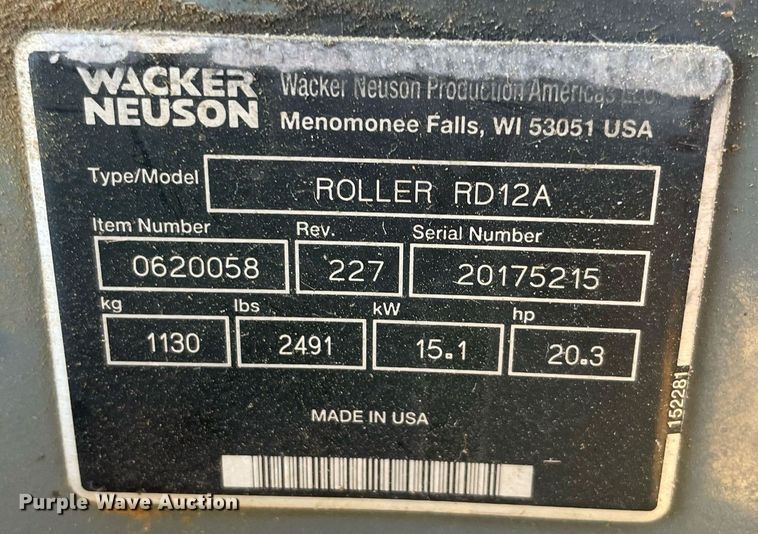 WACKER NEUSON
Wacker Neuson Production Americas LLC
Menomonee Falls, WI 53051 USA
Type/Model ROLLER RD12A
Item Number Rev. Serial Number
0620058 227 20175215
kg lbs kW hp
1130 2491 15.1 20.3
MADE IN USA
152281
Purple Wave Auction